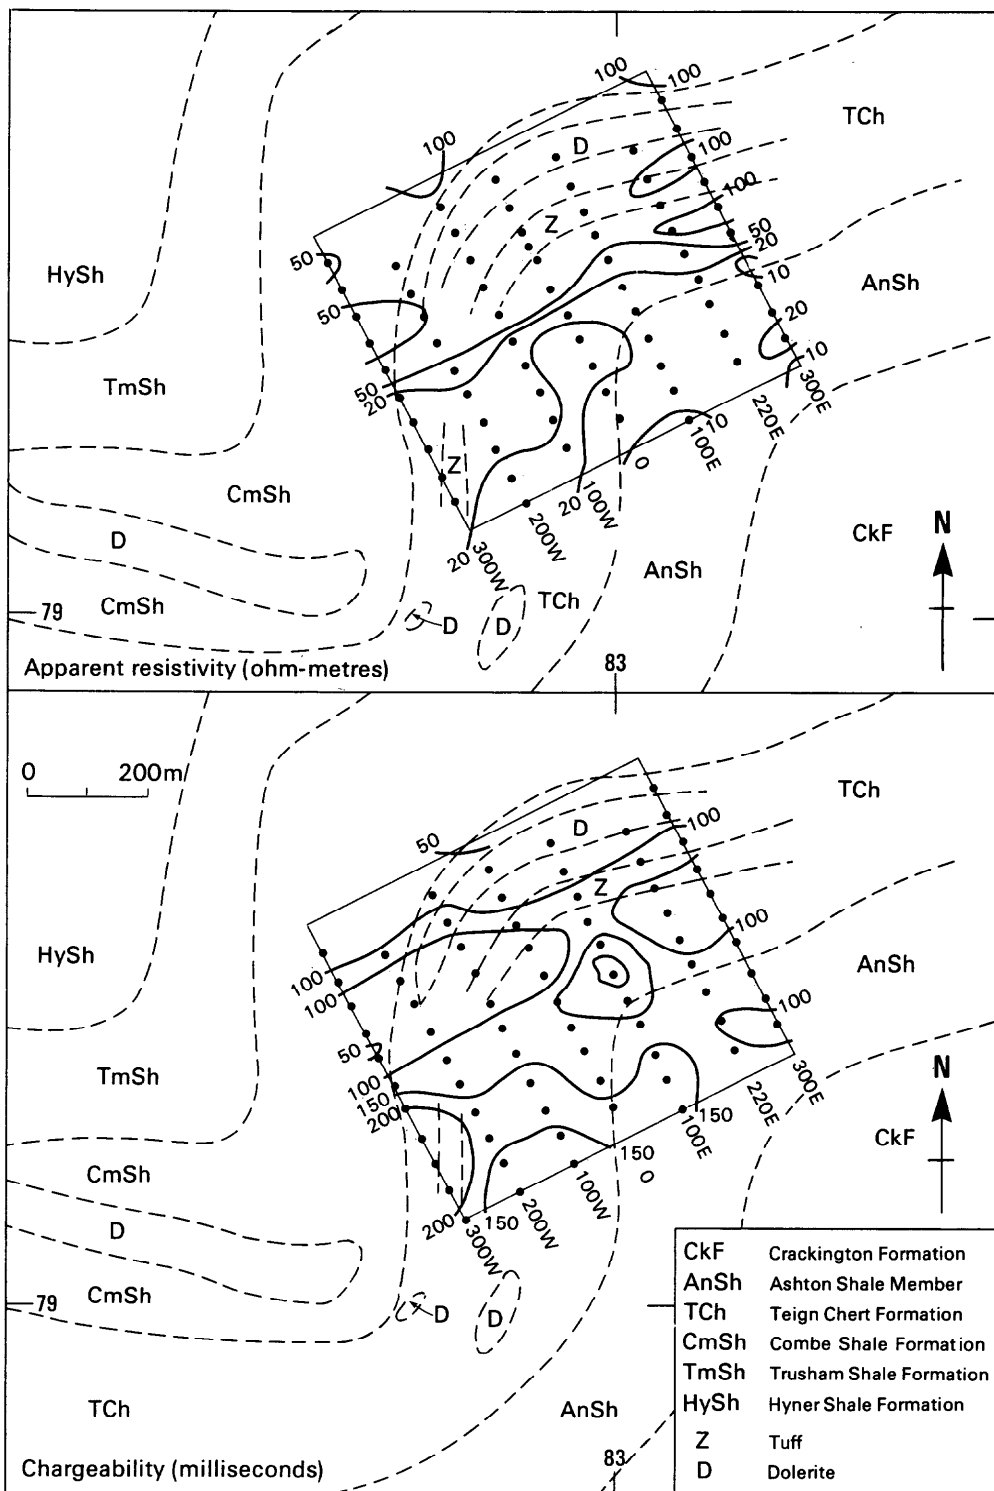 100
100
TCh
D
100
100
100
Z
50
20
50
HySh
10
AnSh
50
20
TmSh
10
50
20
300E
220E
10
100E
Z
0
CmSh
100W
20
200W
D
CkF
N
20
300W
AnSh
CmSh
TCh
79
D
D
Apparent resistivity (ohm-metres)
83
0 200m
TCh
D
100
50
Z
100
HySh
AnSh
100
100
100
50
TmSh
100
150
200
300E
220E
N
150
100E
CkF
150
0
CmSh
100W
200W
200
150
300W
D
CmSh
79
D
D
TCh
AnSh
83
Chargeability (milliseconds)
CkF Crackington Formation
AnSh Ashton Shale Member
TCh Teign Chert Formation
CmSh Combe Shale Formation
TmSh Trusham Shale Formation
HySh Hyner Shale Formation
Z Tuff
D Dolerite